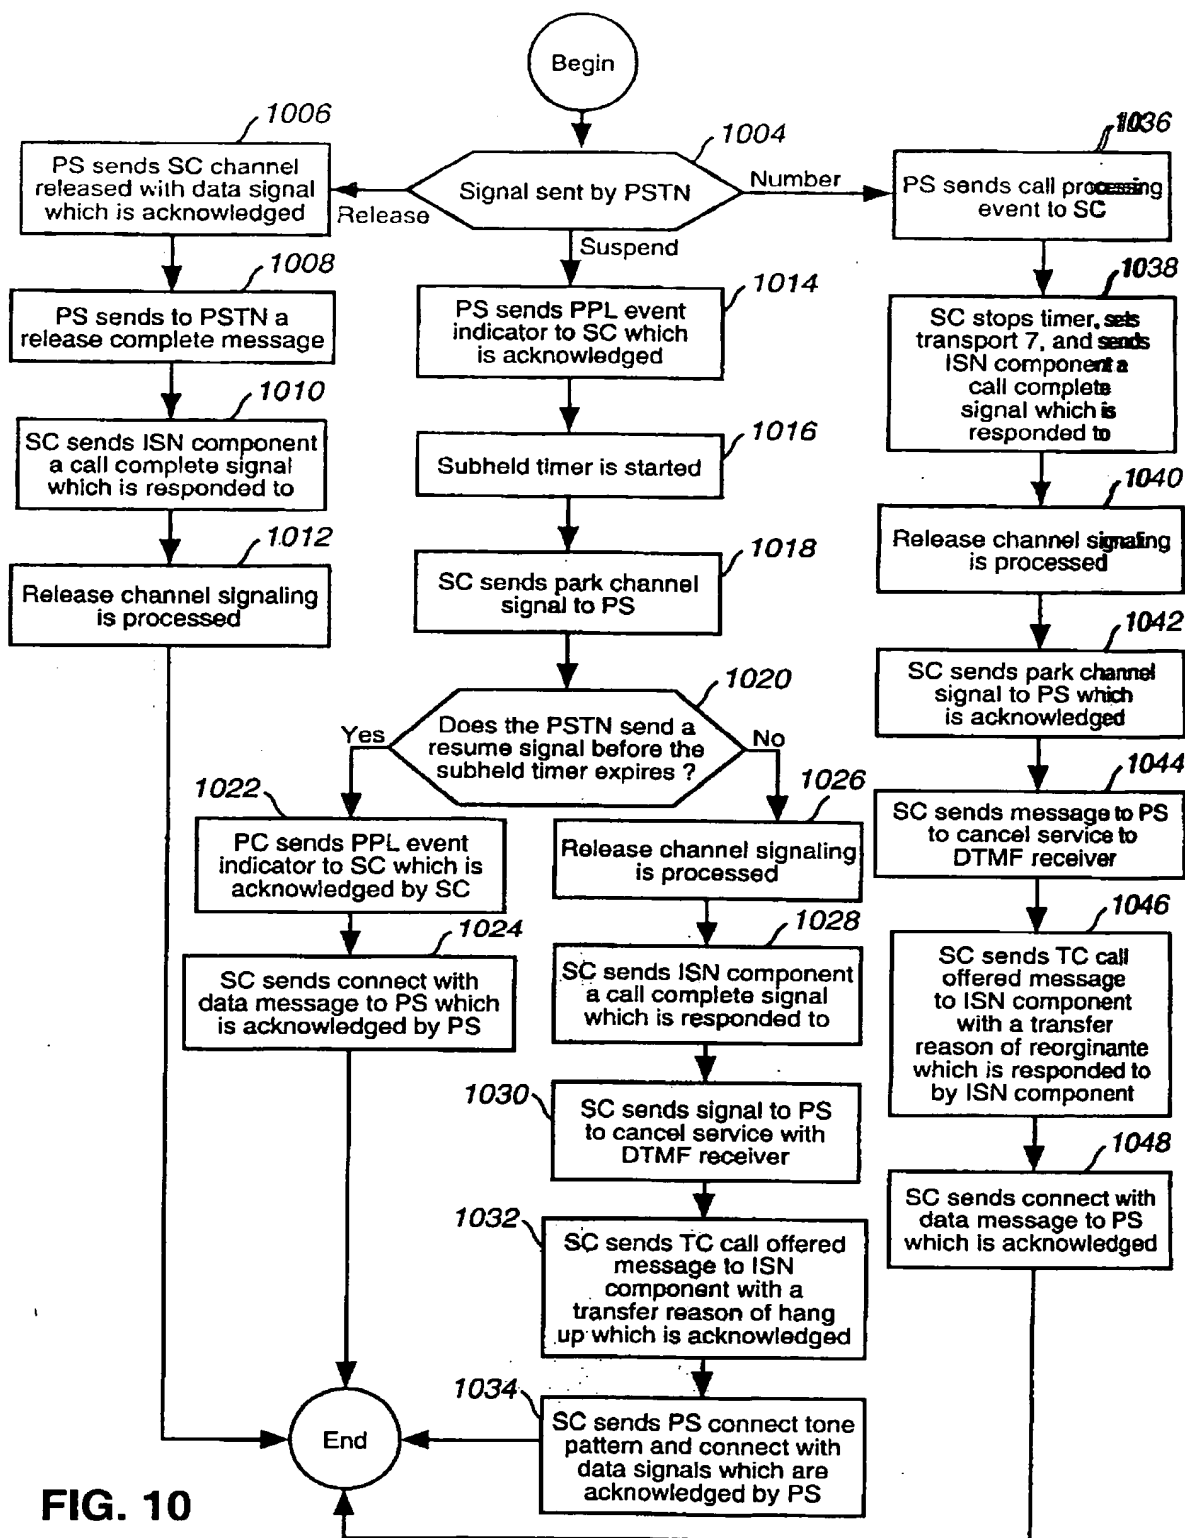 Begin
1004
Signal sent by PSTN
Release
Suspend
Number
1006
PS sends SC channel
released with data signal
which is acknowledged
1008
PS sends to PSTN a
release complete message
1010
SC sends ISN component
a call complete signal
which is responded to
1012
Release channel signaling
is processed
1014
PS sends PPL event
indicator to SC which
is acknowledged
1016
Subheld timer is started
1018
SC sends park channel
signal to PS
1020
Does the PSTN send a
resume signal before the
subheld timer expires ?
Yes
No
1022
PC sends PPL event
indicator to SC which is
acknowledged by SC
1024
SC sends connect with
data message to PS which
is acknowledged by PS
1026
Release channel signaling
is processed
1028
SC sends ISN component
a call complete signal
which is responded to
1030
SC sends signal to PS
to cancel service with
DTMF receiver
1032
SC sends TC call offered
message to ISN
component with a
transfer reason of hang
up which is acknowledged
1034
SC sends PS connect tone
pattern and connect with
data signals which are
acknowledged by PS
1036
PS sends call processing
event to SC
1038
SC stops timer, sets
transport 7, and sends
ISN component a
call complete
signal which is
responded to
1040
Release channel signaling
is processed
1042
SC sends park channel
signal to PS which
is acknowledged
1044
SC sends message to PS
to cancel service to
DTMF receiver
1046
SC sends TC call
offered message
to ISN component
with a transfer
reason of reorginante
which is responded to
by ISN component
1048
SC sends connect with
data message to PS
which is acknowledged
End
FIG. 10